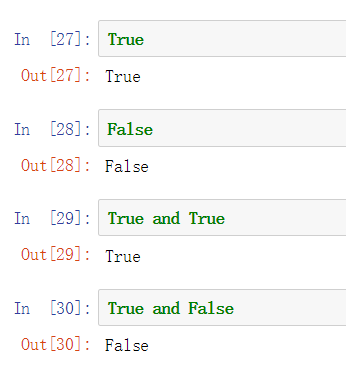 In [27]: True
Out[27]: True
In [28]: False
Out[28]: False
In [29]: True and True
Out[29]: True
In [30]: True and False
Out[30]: False